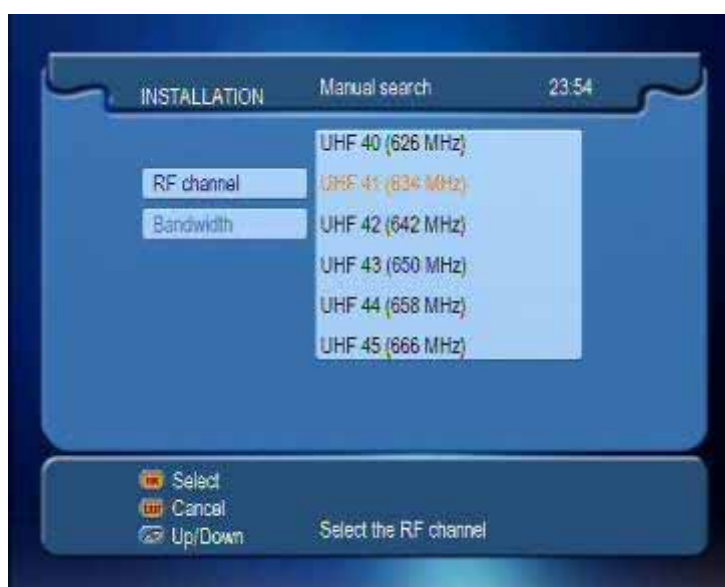 INSTALLATION Manual search 23:54
UHF 40 (626 MHz)
RF channel UHF 41 (634 MHz)
Bandwidth UHF 42 (642 MHz)
UHF 43 (650 MHz)
UHF 44 (658 MHz)
UHF 45 (666 MHz)
OK Select
EXIT Cancel
Up/Down Select the RF channel